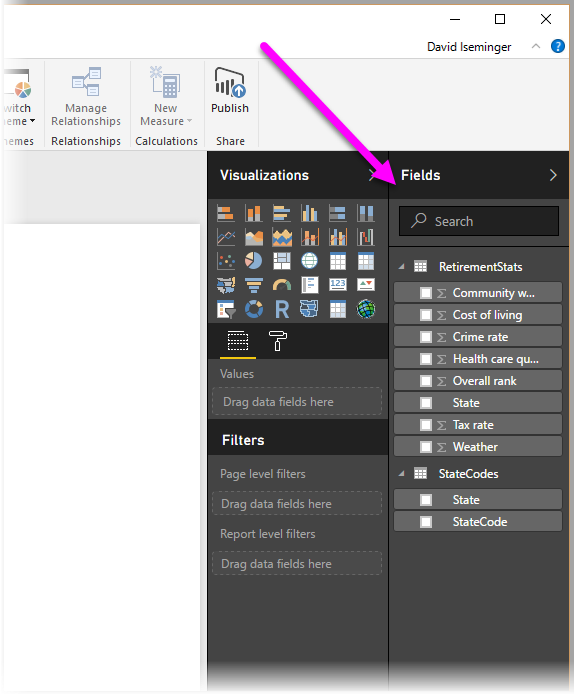 David Iseminger
?
witch
eme
Manage
Relationships
New
Measure
Publish
emes
Relationships
Calculations
Share
Visualizations
Fields
Search
123
R
Values
Drag data fields here
Filters
Page level filters
Drag data fields here
Report level filters
Drag data fields here
RetirementStats
Σ Community w...
Σ Cost of living
Σ Crime rate
Σ Health care qu...
Σ Overall rank
State
Σ Tax rate
Σ Weather
StateCodes
State
StateCode